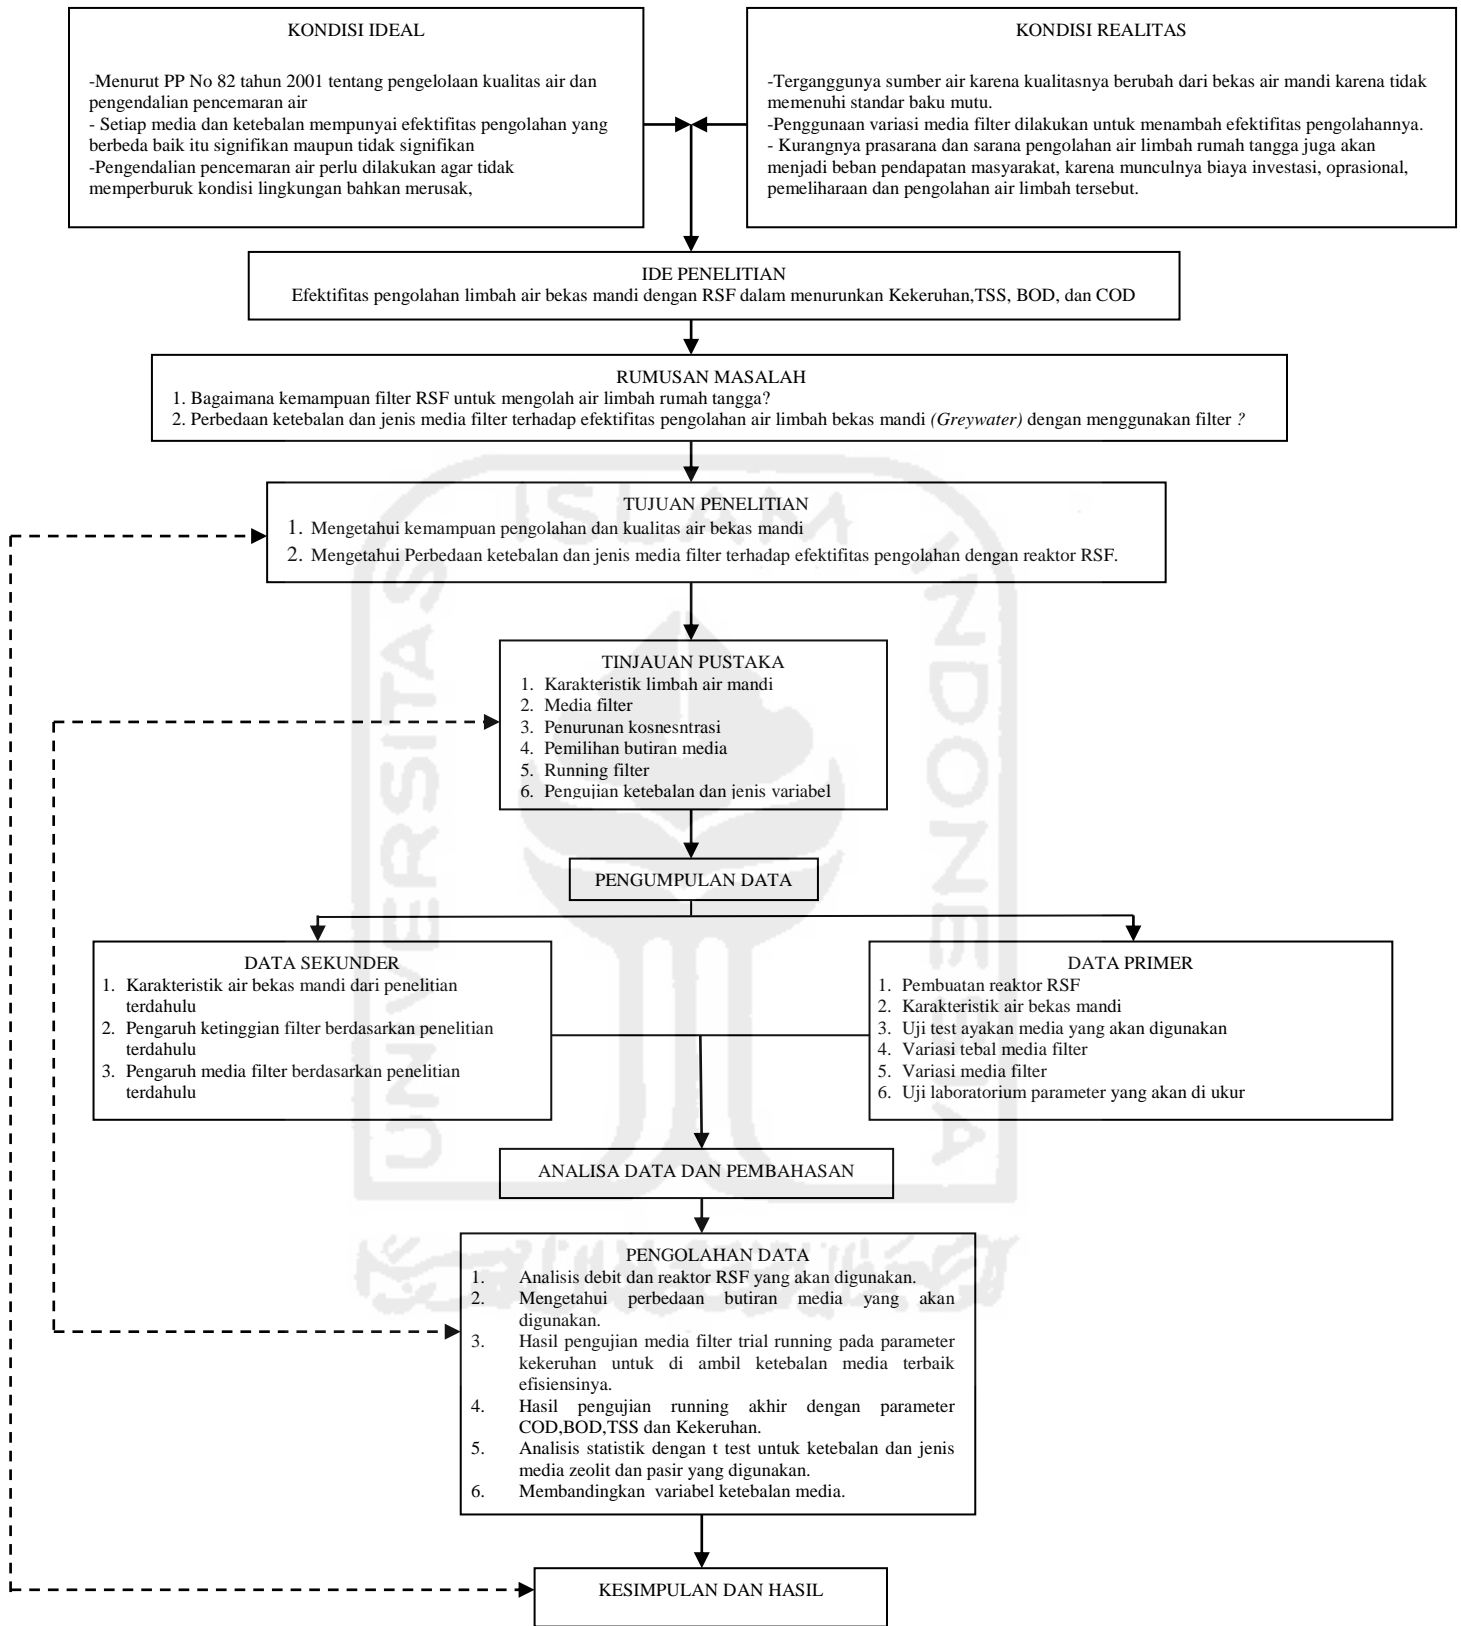 KONDISI IDEAL
-Menurut PP No 82 tahun 2001 tentang pengelolaan kualitas air dan
pengendalian pencemaran air
- Setiap media dan ketebalan mempunyai efektifitas pengolahan yang
berbeda baik itu signifikan maupun tidak signifikan
-Pengendalian pencemaran air perlu dilakukan agar tidak
memperburuk kondisi lingkungan bahkan merusak,
KONDISI REALITAS
-Terganggunya sumber air karena kualitasnya berubah dari bekas air mandi karena tidak
memenuhi standar baku mutu.
-Penggunaan variasi media filter dilakukan untuk menambah efektifitas pengolahannya.
- Kurangnya prasarana dan sarana pengolahan air limbah rumah tangga juga akan
menjadi beban pendapatan masyarakat, karena munculnya biaya investasi, oprasional,
pemeliharaan dan pengolahan air limbah tersebut.
IDE PENELITIAN
Efektifitas pengolahan limbah air bekas mandi dengan RSF dalam menurunkan Kekeruhan,TSS, BOD, dan COD
RUMUSAN MASALAH
1. Bagaimana kemampuan filter RSF untuk mengolah air limbah rumah tangga?
2. Perbedaan ketebalan dan jenis media filter terhadap efektifitas pengolahan air limbah bekas mandi (Greywater) dengan menggunakan filter ?
TUJUAN PENELITIAN
1. Mengetahui kemampuan pengolahan dan kualitas air bekas mandi
2. Mengetahui Perbedaan ketebalan dan jenis media filter terhadap efektifitas pengolahan dengan reaktor RSF.
TINJAUAN PUSTAKA
1. Karakteristik limbah air mandi
2. Media filter
3. Penurunan kosnesntrasi
4. Pemilihan butiran media
5. Running filter
6. Pengujian ketebalan dan jenis variabel
PENGUMPULAN DATA
DATA SEKUNDER
1. Karakteristik air bekas mandi dari penelitian
terdahulu
2. Pengaruh ketinggian filter berdasarkan penelitian
terdahulu
3. Pengaruh media filter berdasarkan penelitian
terdahulu
DATA PRIMER
1. Pembuatan reaktor RSF
2. Karakteristik air bekas mandi
3. Uji test ayakan media yang akan digunakan
4. Variasi tebal media filter
5. Variasi media filter
6. Uji laboratorium parameter yang akan di ukur
ANALISA DATA DAN PEMBAHASAN
PENGOLAHAN DATA
1. Analisis debit dan reaktor RSF yang akan digunakan.
2. Mengetahui perbedaan butiran media yang akan
digunakan.
3. Hasil pengujian media filter trial running pada parameter
kekeruhan untuk di ambil ketebalan media terbaik
efisiensinya.
4. Hasil pengujian running akhir dengan parameter
COD,BOD,TSS dan Kekeruhan.
5. Analisis statistik dengan t test untuk ketebalan dan jenis
media zeolit dan pasir yang digunakan.
6. Membandingkan variabel ketebalan media.
KESIMPULAN DAN HASIL
UNIVERSITAS
ISLAM
INDONESIA